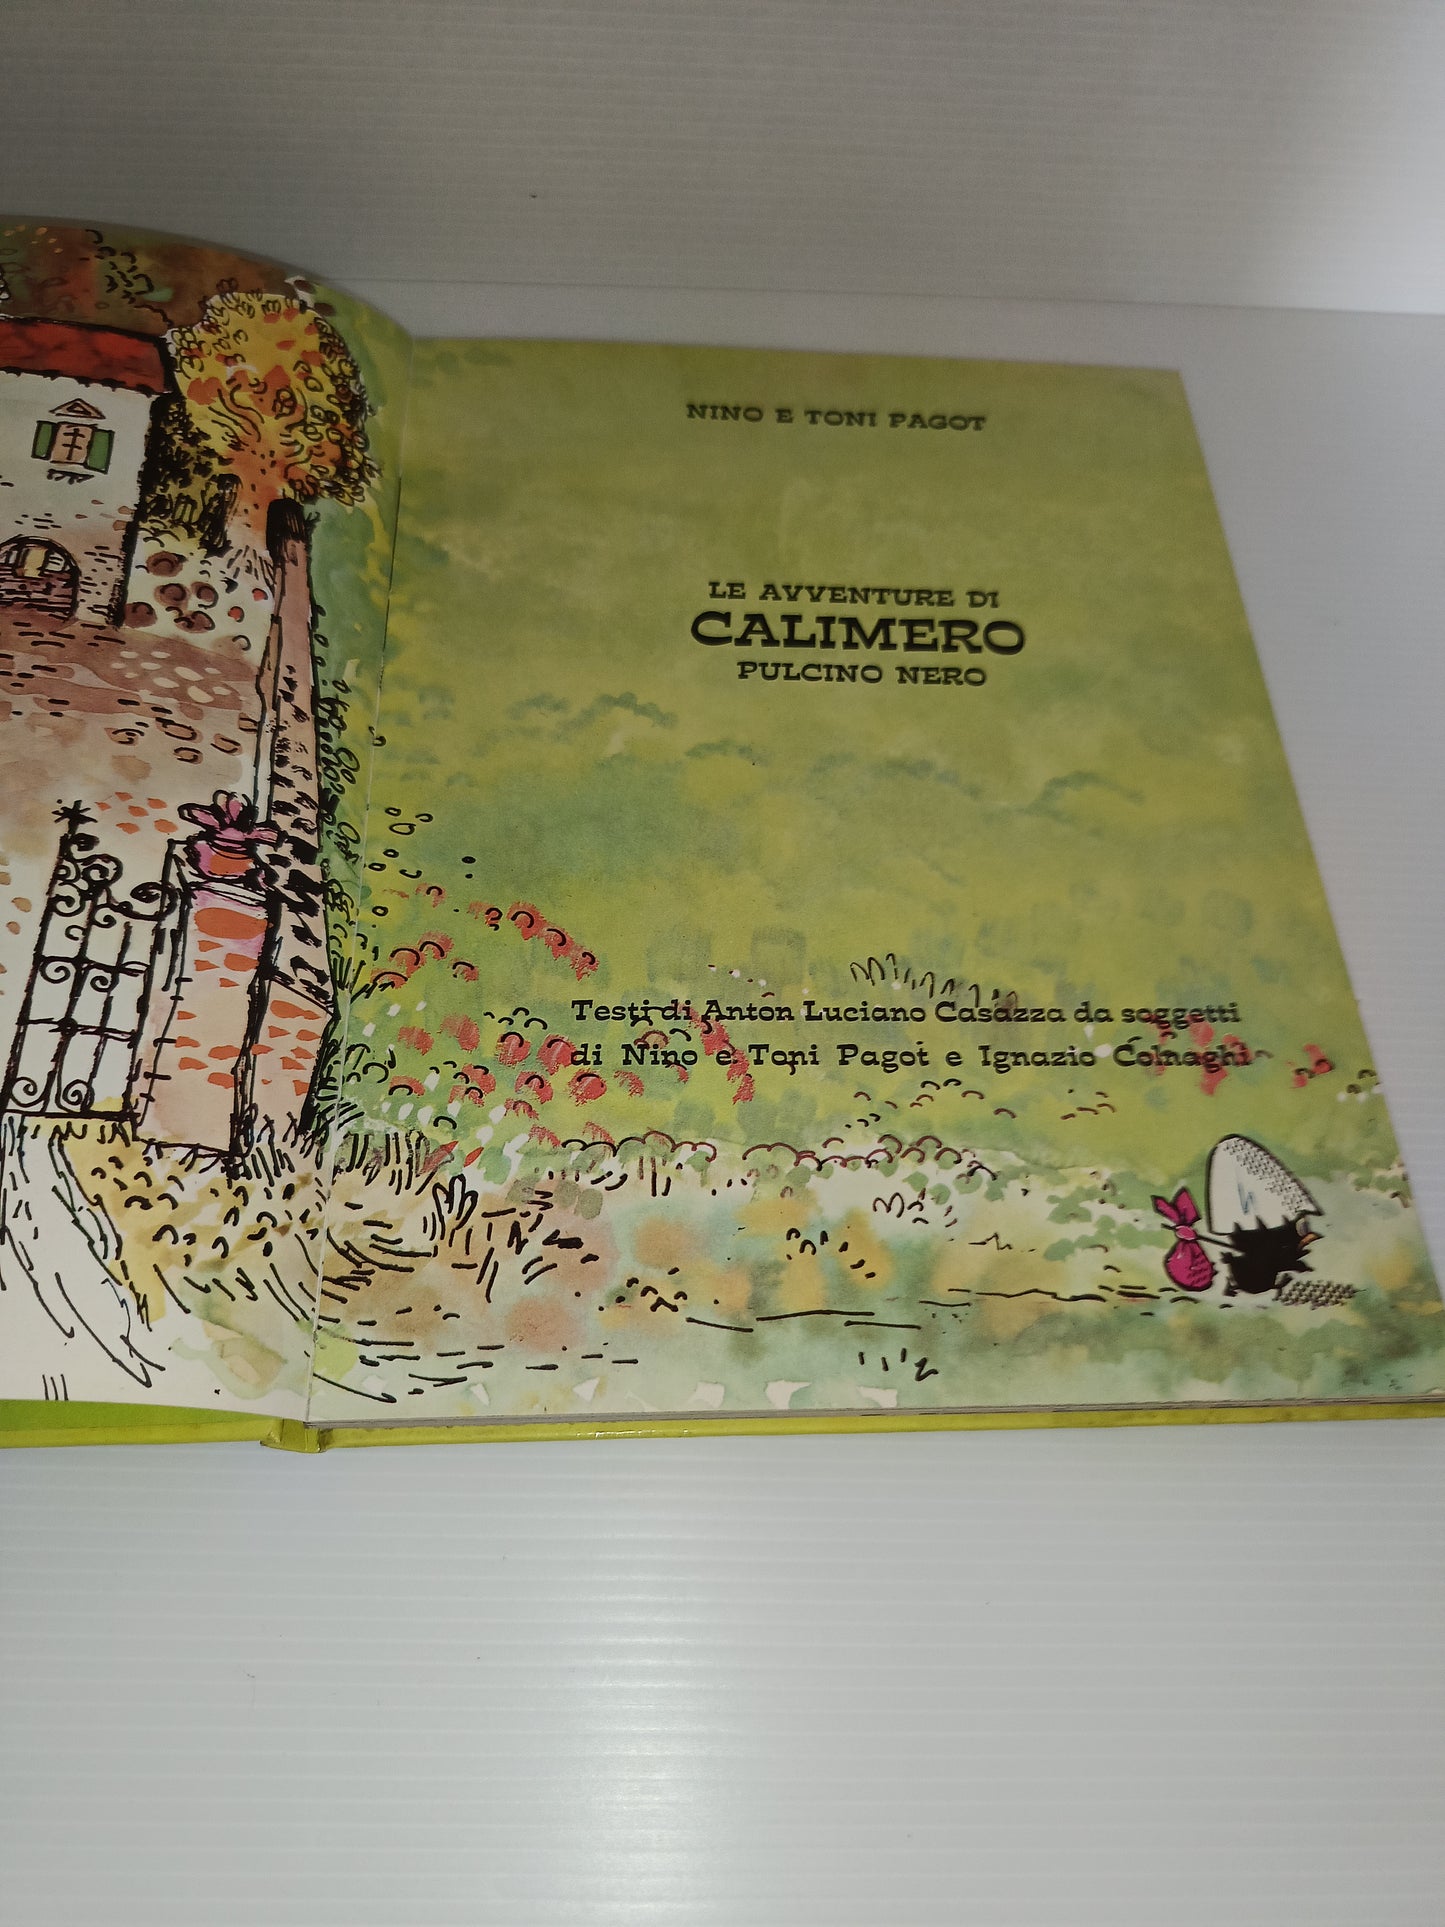 NINO E TONI PAGOT
LE AVVENTURE DI
CALIMERO
PULCINO NERO
Testi di Anton Luciano Casazza da soggetti
di Nino e Toni Pagot e Ignazio Colnaghi